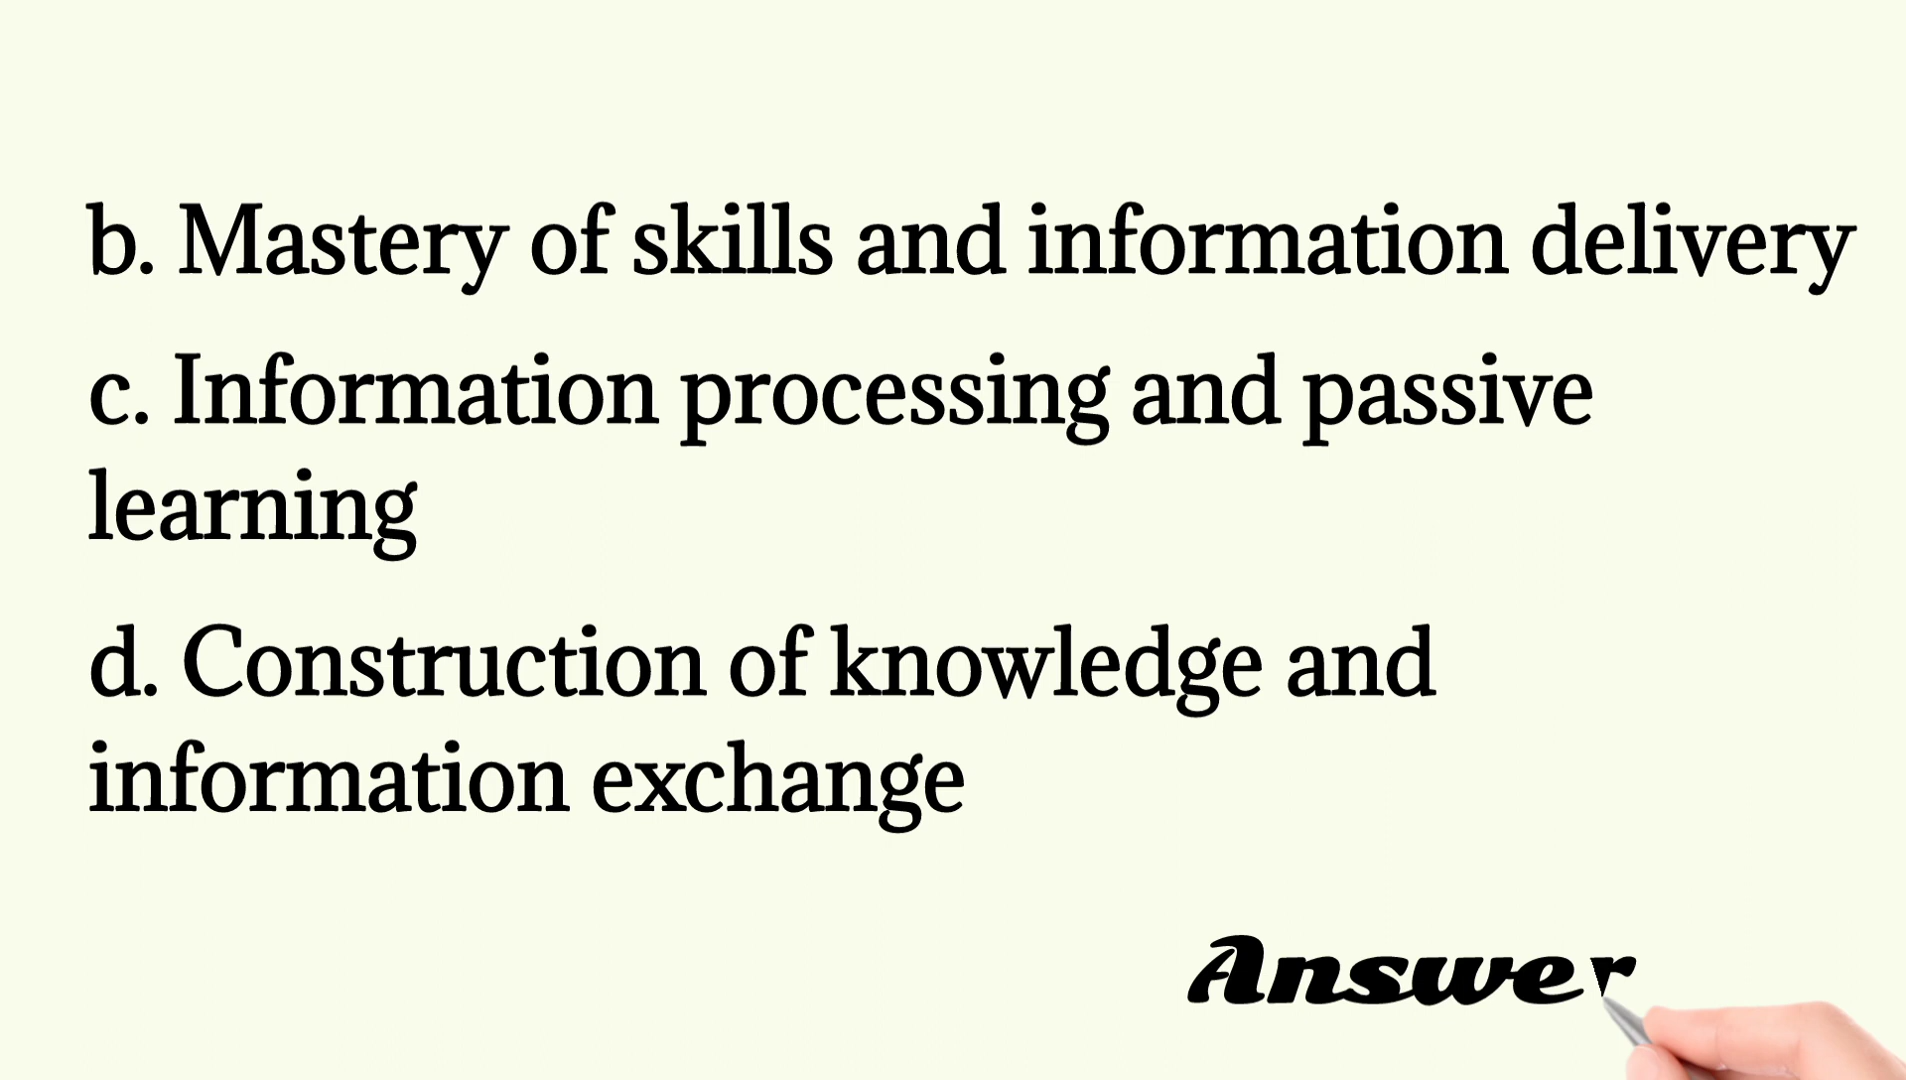 b. Mastery of skills and information delivery
c. Information processing and passive
learning
d. Construction of knowledge and
information exchange
Answer